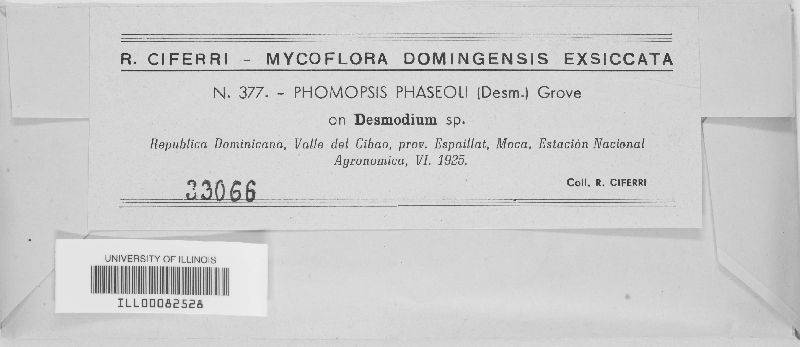 R. CIFERRI - MYCOFLORA DOMINGENSIS EXSICCATA
N. 377. - PHOMOPSIS PHASEOLI (Desm.) Grove
on Desmodium sp.
Republica Dominicana, Valle del Cibao, prov. Espaillat, Moca, Estación Nacional
Agronomica, VI. 1925.
33066
Coll. R. CIFERRI
UNIVERSITY OF ILLINOIS
ILL00082528